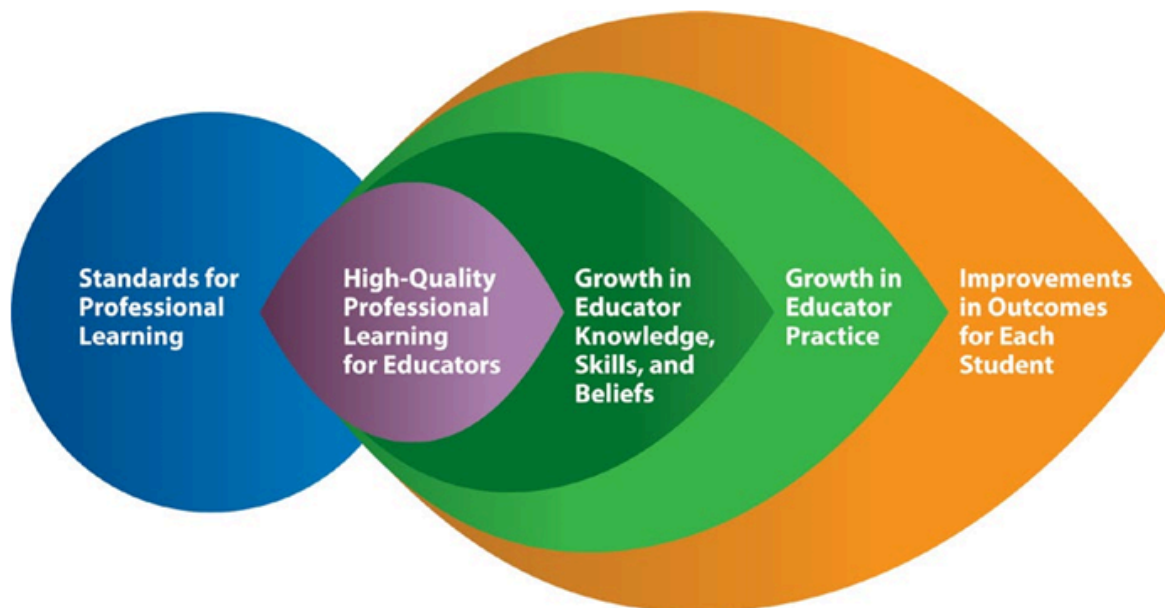 Standards for
Professional
Learning
High-Quality
Professional
Learning
for Educators
Growth in
Educator
Knowledge,
Skills, and
Beliefs
Growth in
Educator
Practice
Improvements
in Outcomes
for Each
Student